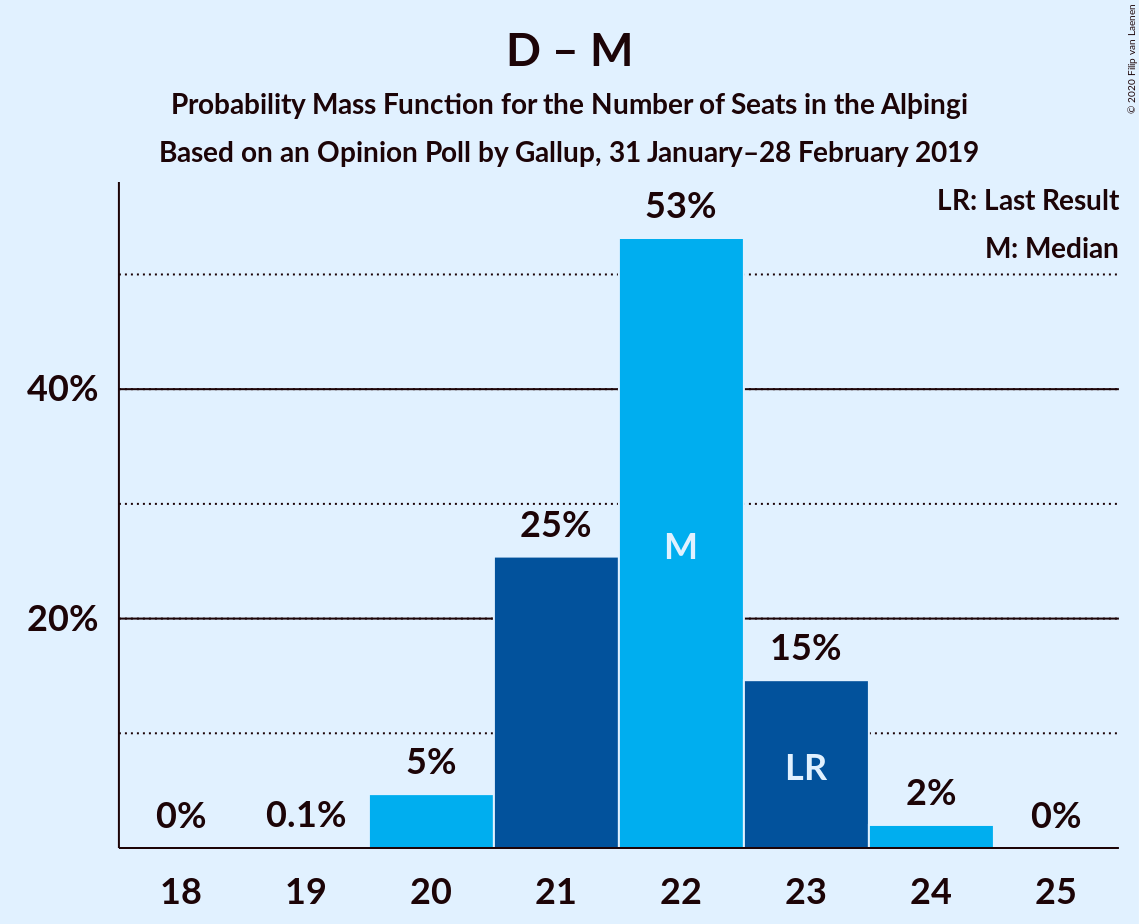 D – M
Probability Mass Function for the Number of Seats in the Alþingi
Based on an Opinion Poll by Gallup, 31 January–28 February 2019
© 2020 Filip van Laenen
LR: Last Result
M: Median
53%
40%
25%
M
20%
15%
LR
5%
2%
0%
0.1%
0%
18 19 20 21 22 23 24 25